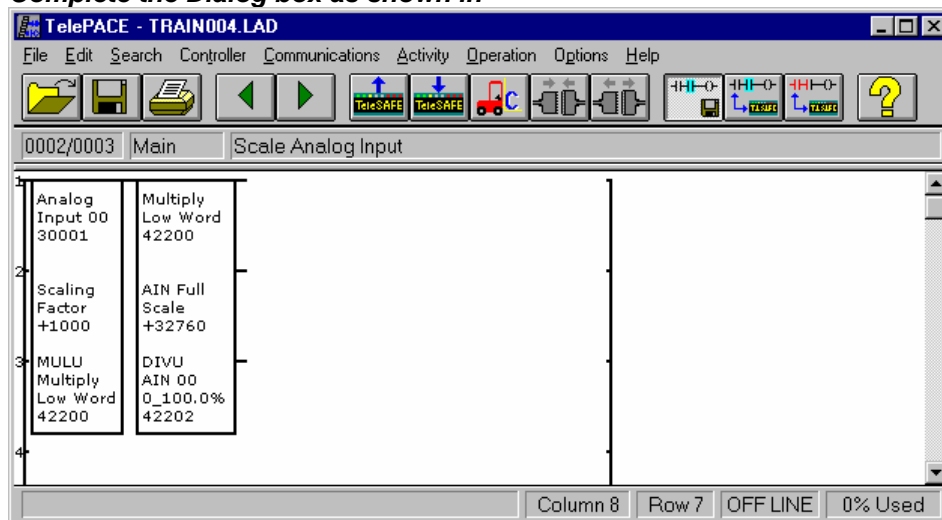 Complete the Dialog box as shown in
TelePACE - TRAIN004.LAD
File Edit Search Controller Communications Activity Operation Options Help
TeleSAFE TeleSAFE C
0002/0003 Main Scale Analog Input
1
Analog
Input 00
30001
Multiply
Low Word
42200
2
Scaling
Factor
+1000
AIN Full
Scale
+32760
3
MULU
Multiply
Low Word
42200
DIVU
AIN 00
0_100.0%
42202
4
Column 8 Row 7 OFF LINE 0% Used